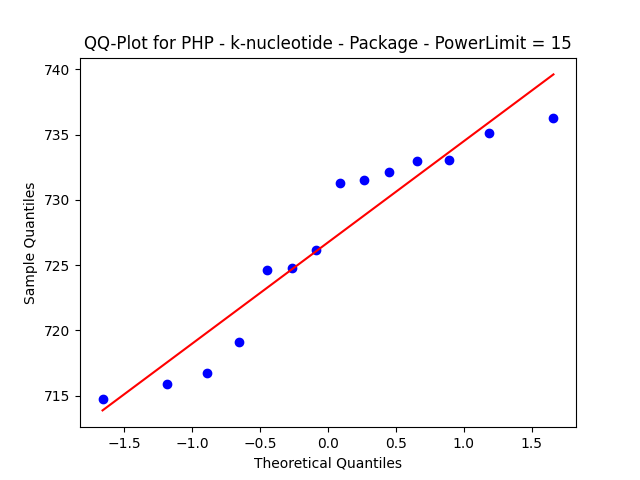 QQ-Plot for PHP - k-nucleotide - Package - PowerLimit = 15
740
735
730
725
720
715
Sample Quantiles
−1.5 −1.0 −0.5 0.0 0.5 1.0 1.5
Theoretical Quantiles